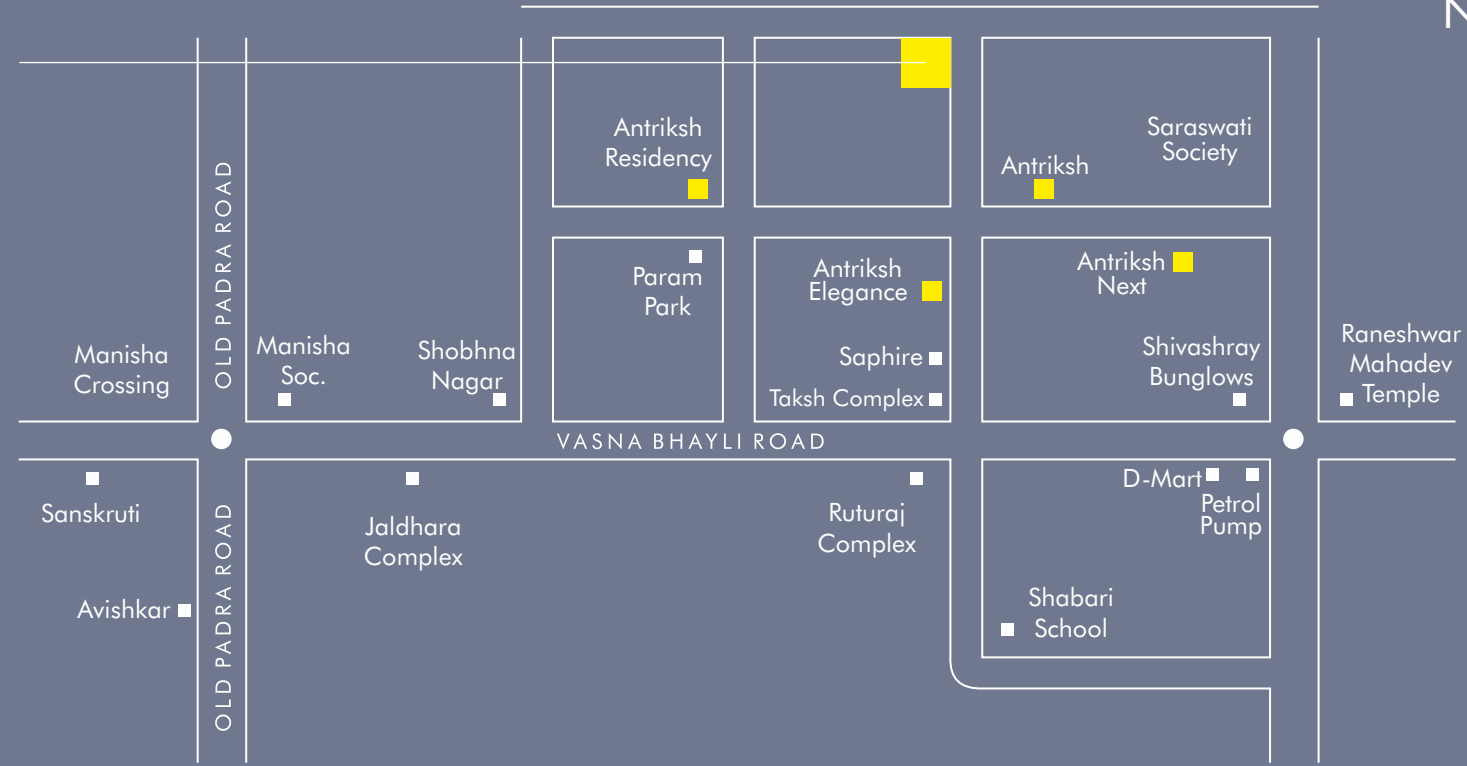 N
Antriksh
Residency
Antriksh
Saraswati
Society
OLD PADRA ROAD
Param
Park
Antriksh
Elegance
Antriksh
Next
Manisha
Crossing
Manisha
Soc.
Shobhna
Nagar
Saphire
Taksh Complex
Shivashray
Bunglows
Raneshwar
Mahadev
Temple
VASNA BHAYLI ROAD
Sanskruti
Avishkar
OLD PADRA ROAD
Jaldhara
Complex
Ruturaj
Complex
D-Mart
Petrol
Pump
Shabari
School